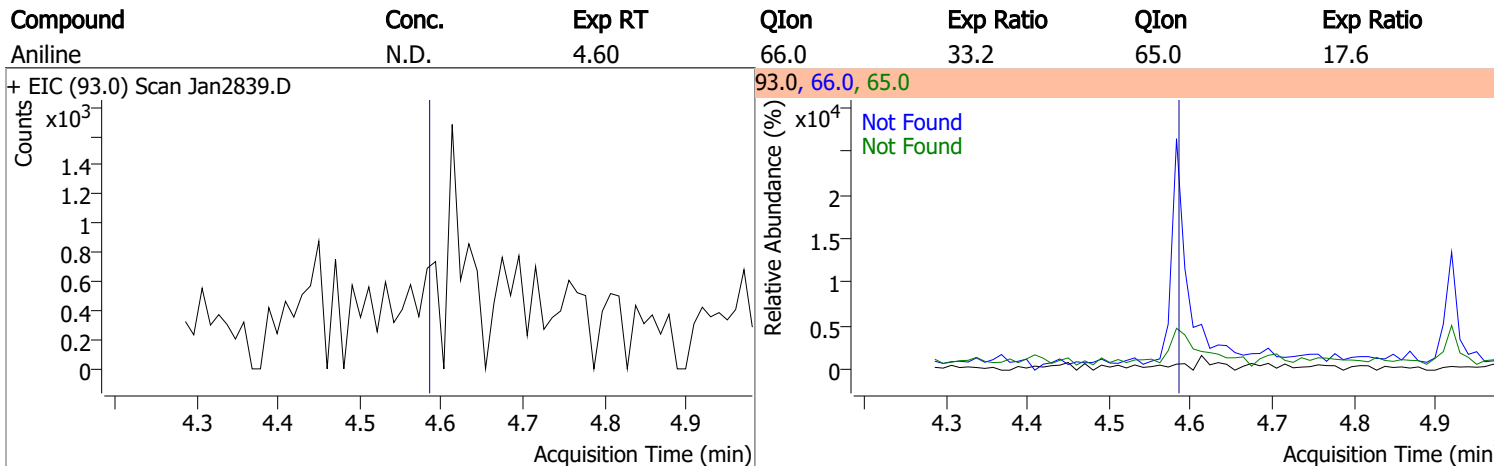 Compound Conc. Exp RT QIon Exp Ratio QIon Exp Ratio
Aniline N.D. 4.60 66.0 33.2 65.0 17.6
+ EIC (93.0) Scan Jan2839.D
Counts
x10³
1.4
1.2
1
0.8
0.6
0.4
0.2
0
4.3 4.4 4.5 4.6 4.7 4.8 4.9
Acquisition Time (min)
93.0, 66.0, 65.0
Relative Abundance (%)
x10⁴
Not Found
Not Found
2
1.5
1
0.5
0
4.3 4.4 4.5 4.6 4.7 4.8 4.9
Acquisition Time (min